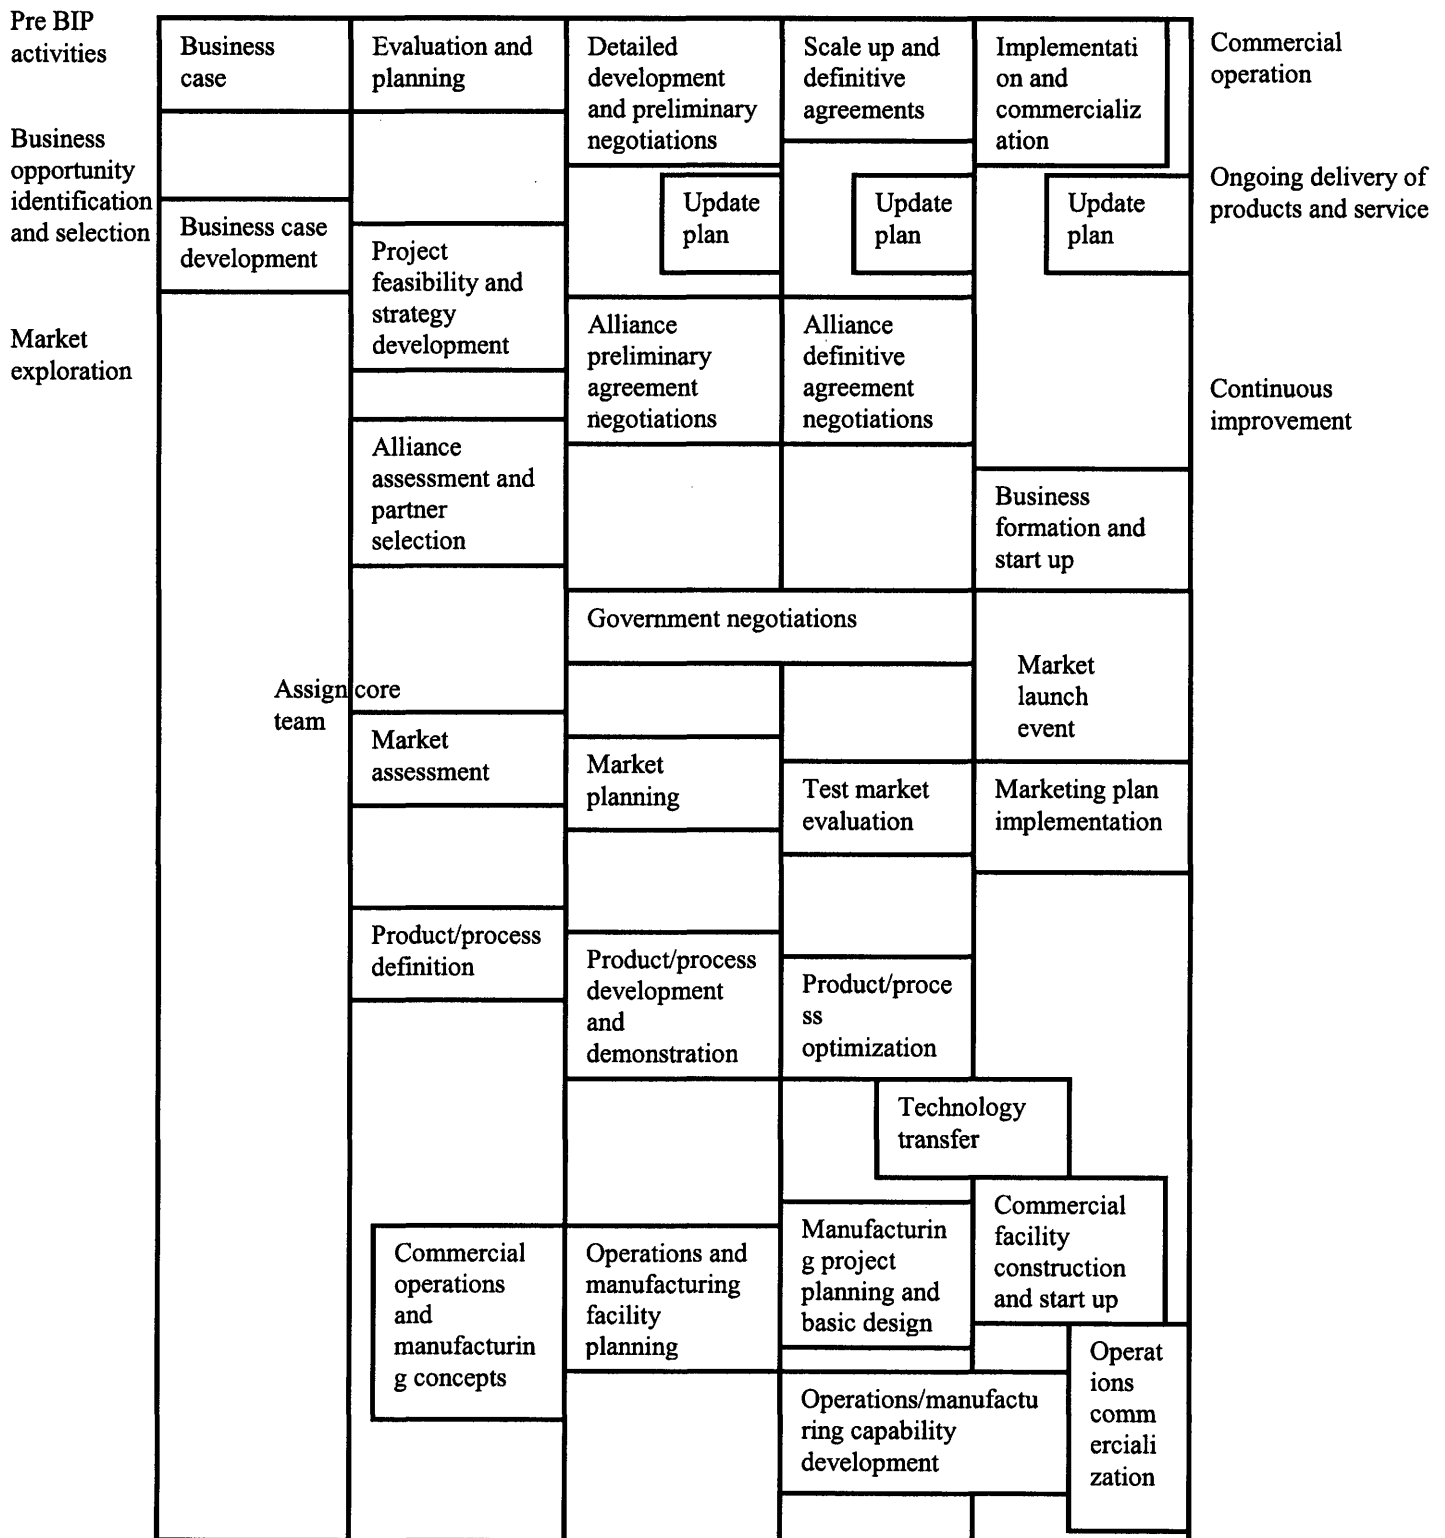 Pre BIP
activities
Business
opportunity
identification
and selection
Market
exploration
Business
case
Business case
development
Assign core
team
Evaluation and
planning
Project
feasibility and
strategy
development
Alliance
assessment and
partner
selection
Market
assessment
Product/process
definition
Commercial
operations
and
manufacturin
g concepts
Detailed
development
and preliminary
negotiations
Update
plan
Alliance
preliminary
agreement
negotiations
Government negotiations
Market
planning
Product/process
development
and
demonstration
Operations and
manufacturing
facility
planning
Scale up and
definitive
agreements
Update
plan
Alliance
definitive
agreement
negotiations
Test market
evaluation
Product/proce
ss
optimization
Technology
transfer
Manufacturin
g project
planning and
basic design
Operations/manufactu
ring capability
development
Implementati
on and
commercializ
ation
Update
plan
Business
formation and
start up
Market
launch
event
Marketing plan
implementation
Commercial
facility
construction
and start up
Operat
ions
comm
erciali
zation
Commercial
operation
Ongoing delivery of
products and service
Continuous
improvement